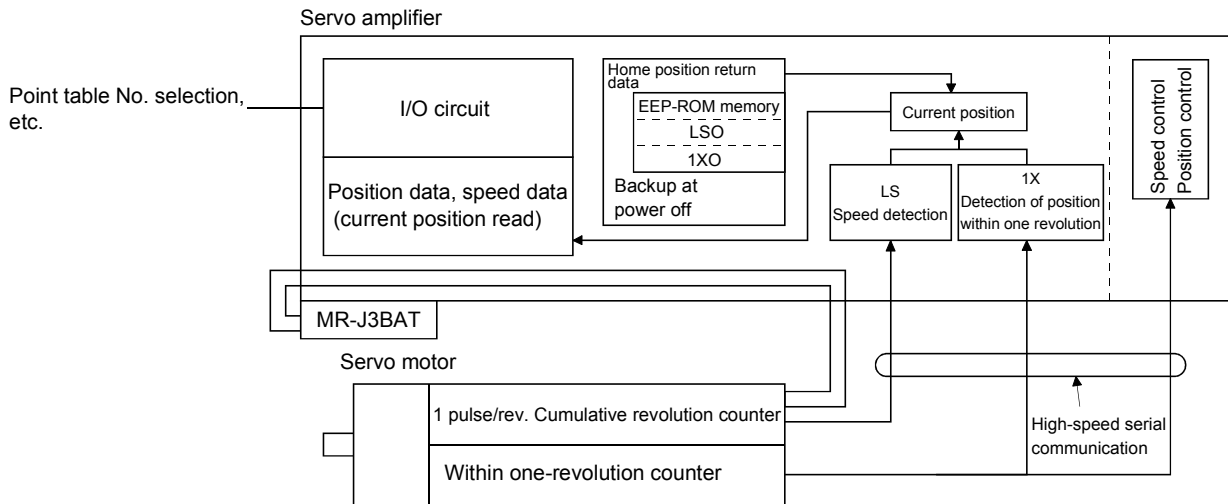 Servo amplifier
Point table No. selection,
etc.
I/O circuit
Position data, speed data
(current position read)
Home position return
data
EEP-ROM memory
LSO
1XO
Backup at
power off
Current position
LS
Speed detection
1X
Detection of position
within one revolution
Speed control
Position control
MR-J3BAT
Servo motor
1 pulse/rev. Cumulative revolution counter
Within one-revolution counter
High-speed serial
communication